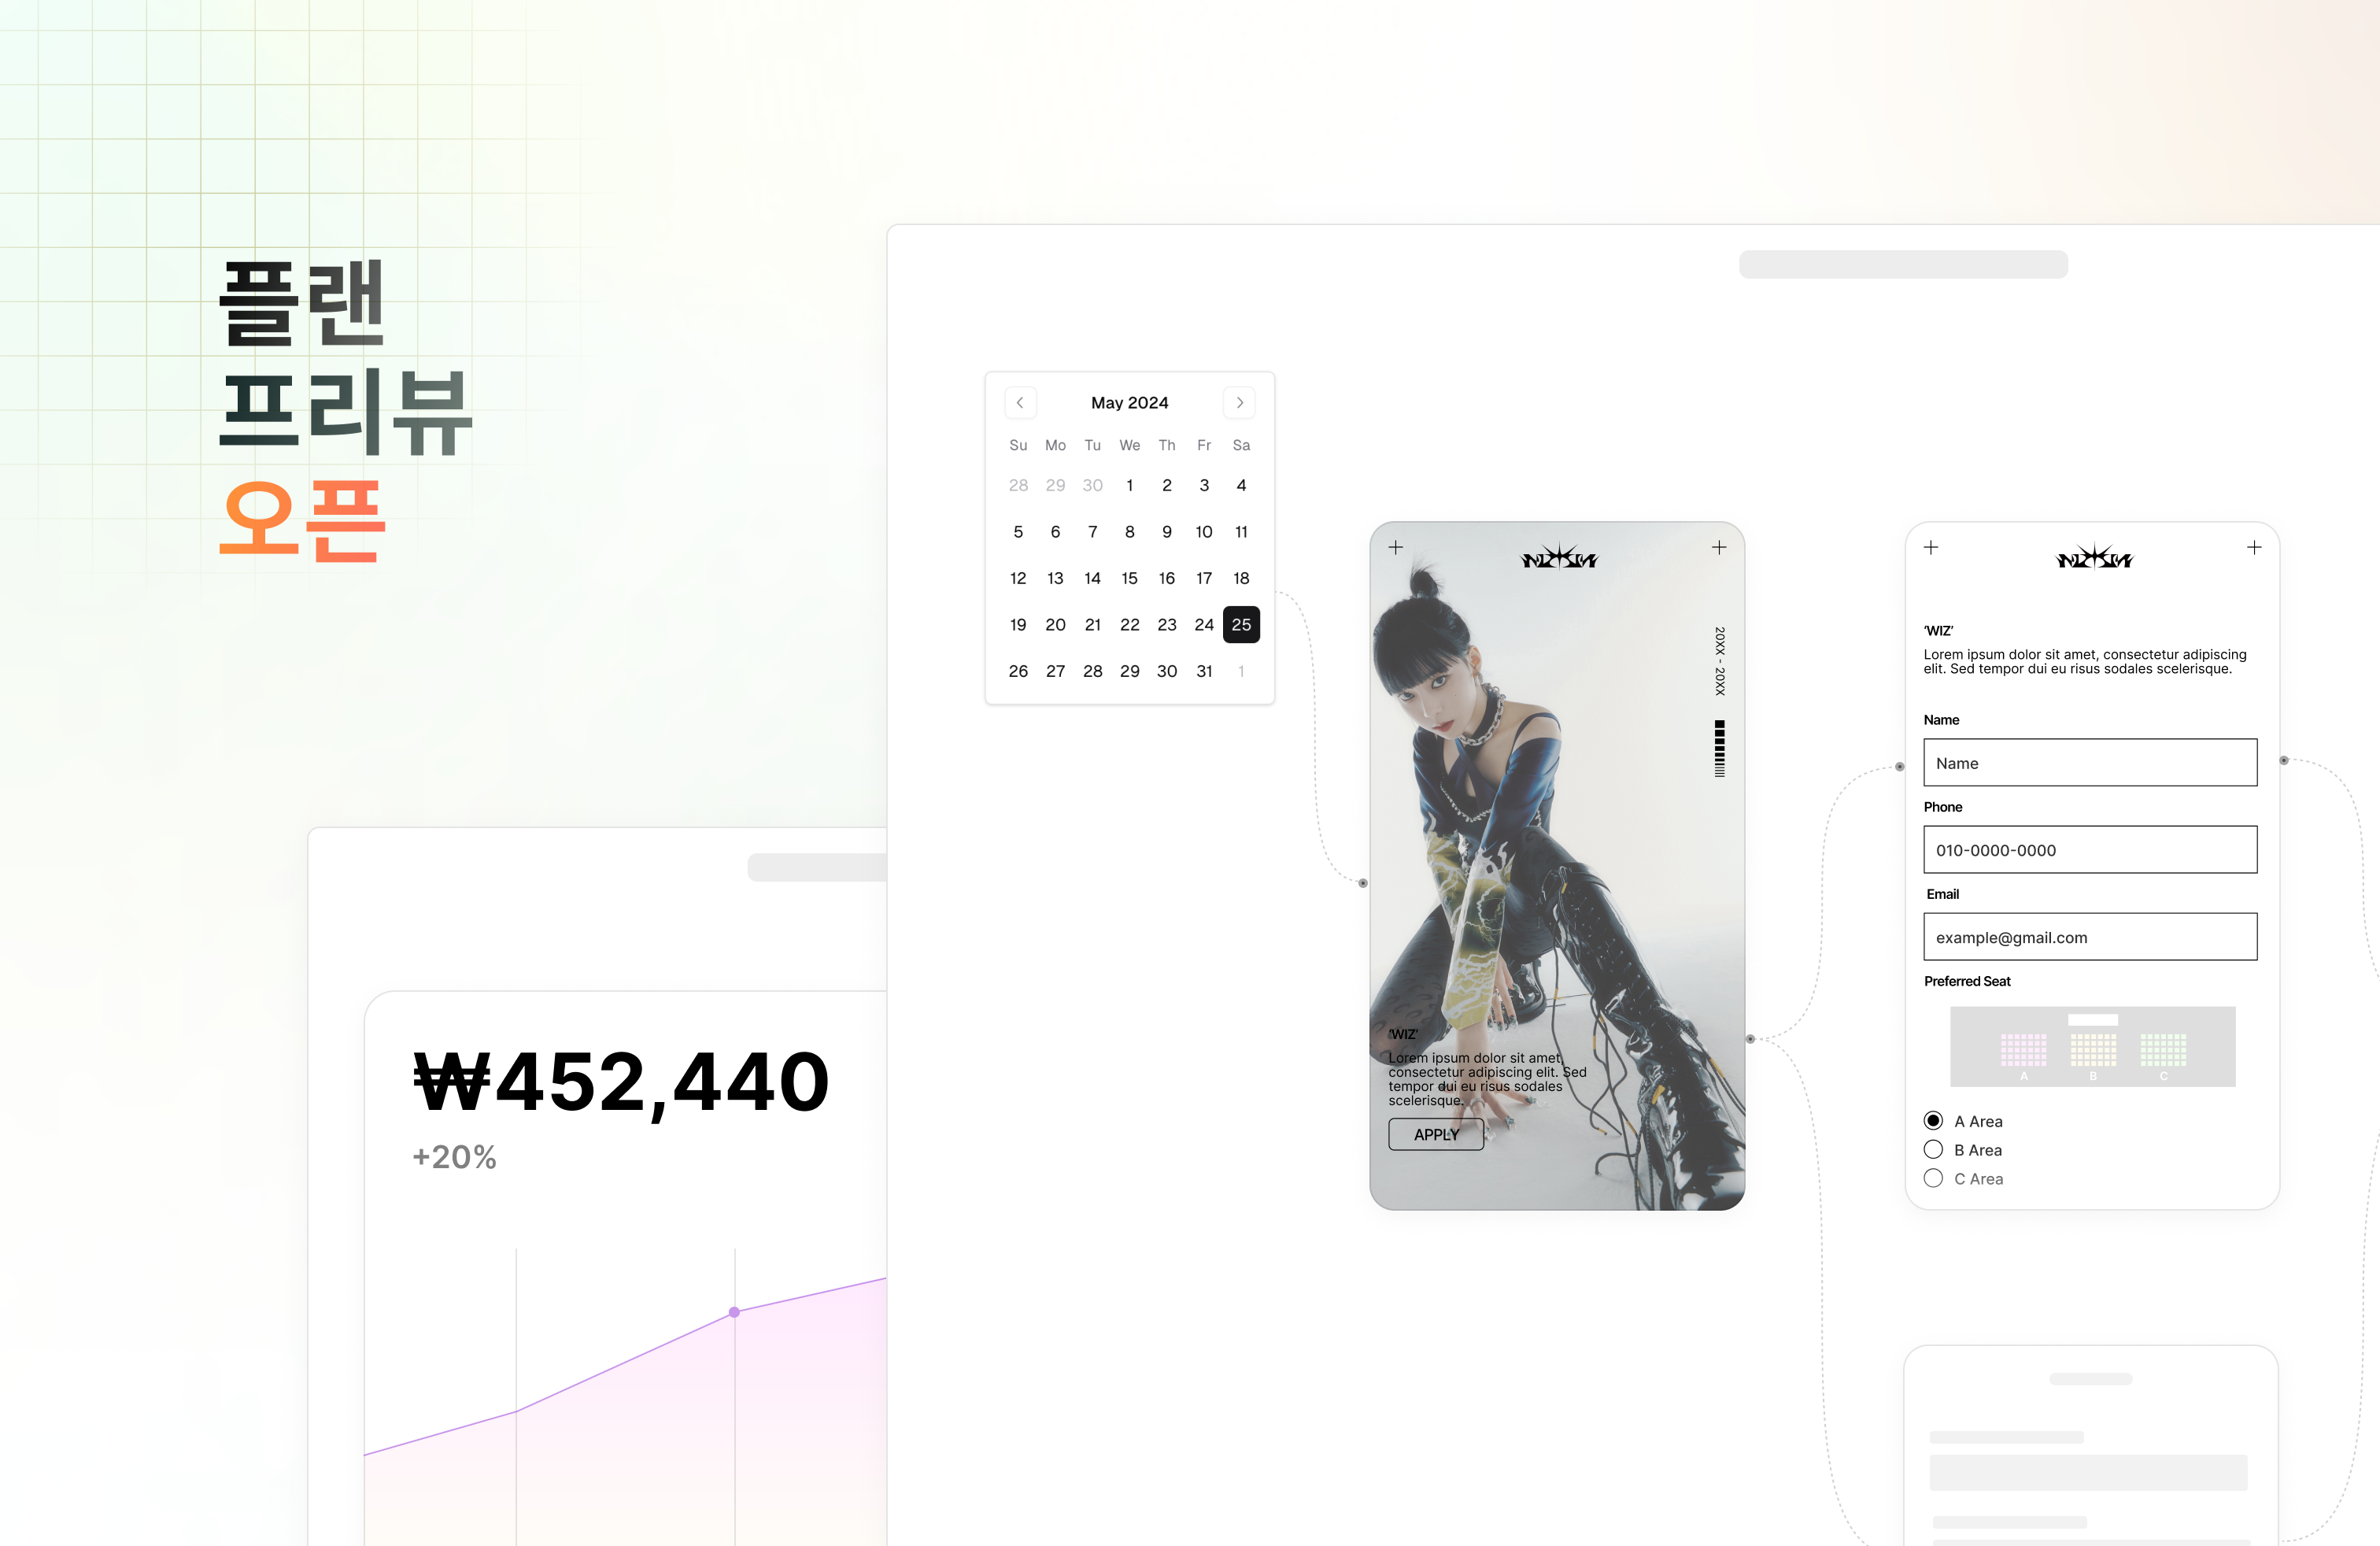 플랜
프리뷰
오픈
May 2024
Su Mo Tu We Th Fr Sa
28 29 30 1 2 3 4
5 6 7 8 9 10 11
12 13 14 15 16 17 18
19 20 21 22 23 24 25
26 27 28 29 30 31 1
₩452,440
+20%
20XX - 20XX
'WIZ'
Lorem ipsum dolor sit amet,
consectetur adipiscing elit. Sed
tempor dui eu risus sodales
scelerisque.
APPLY
'WIZ'
Lorem ipsum dolor sit amet, consectetur adipiscing
elit. Sed tempor dui eu risus sodales scelerisque.
Name
Name
Phone
010-0000-0000
Email
example@gmail.com
Preferred Seat
A B C
A Area
B Area
C Area